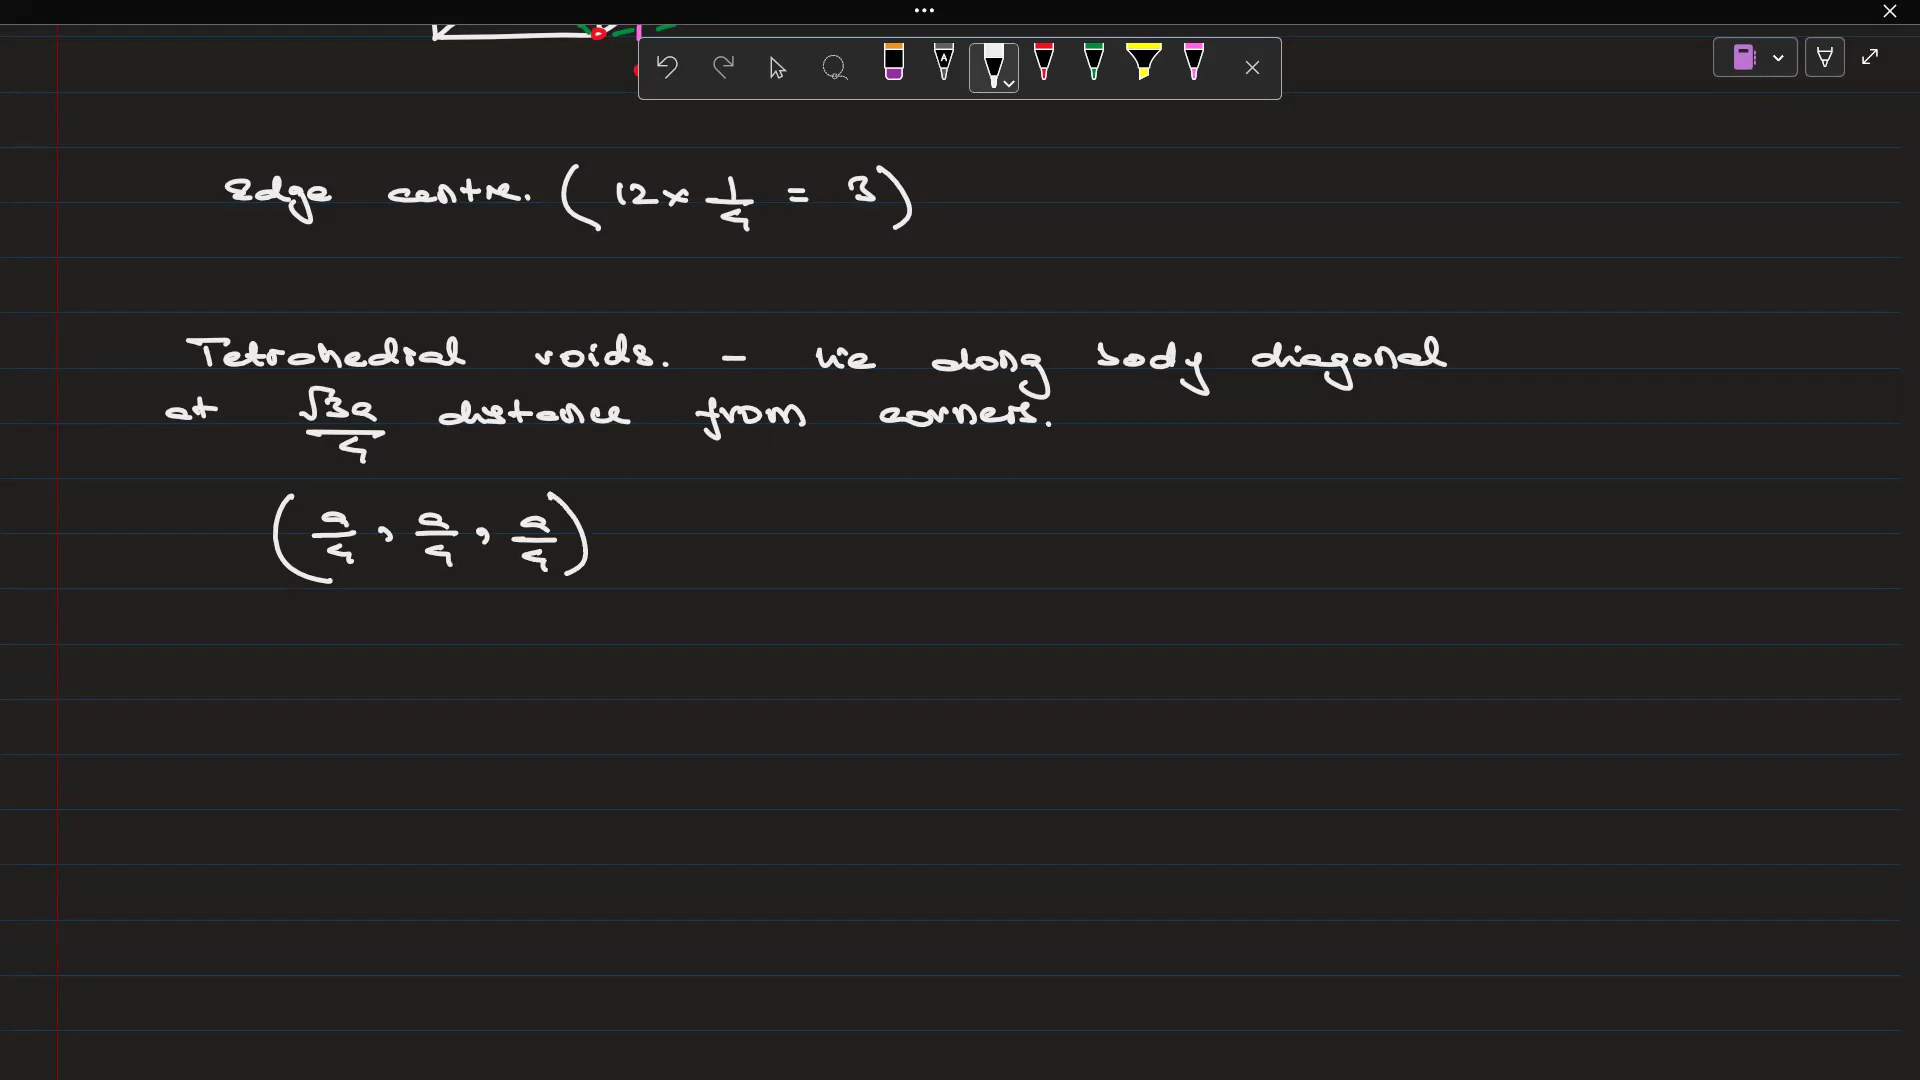 Edge centre. ( 12 x 1/4 = 3 )
Tetrahedral voids. - lie along body diagonal
at √3a/4 distance from corners.
( a/4 , a/4 , a/4 )